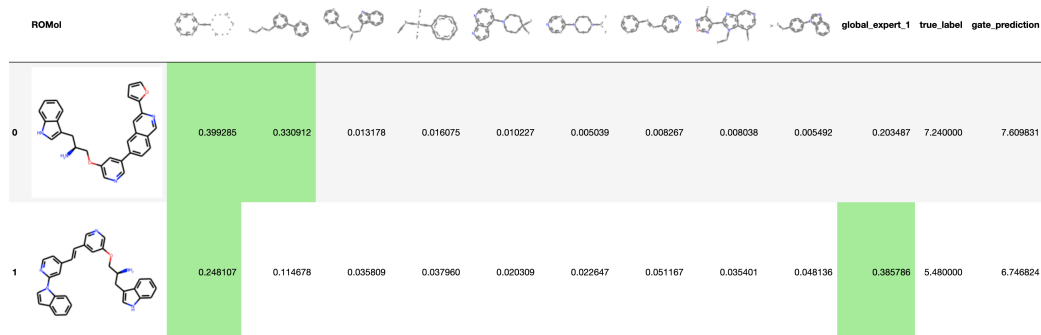 ROMol global_expert_1 true_label gate_prediction
0 0.399285 0.330912 0.013178 0.016075 0.010227 0.005039 0.008267 0.008038 0.005492 0.203487 7.240000 7.609831
1 0.248107 0.114678 0.035809 0.037960 0.020309 0.022647 0.051167 0.035401 0.048136 0.385786 5.480000 6.746824